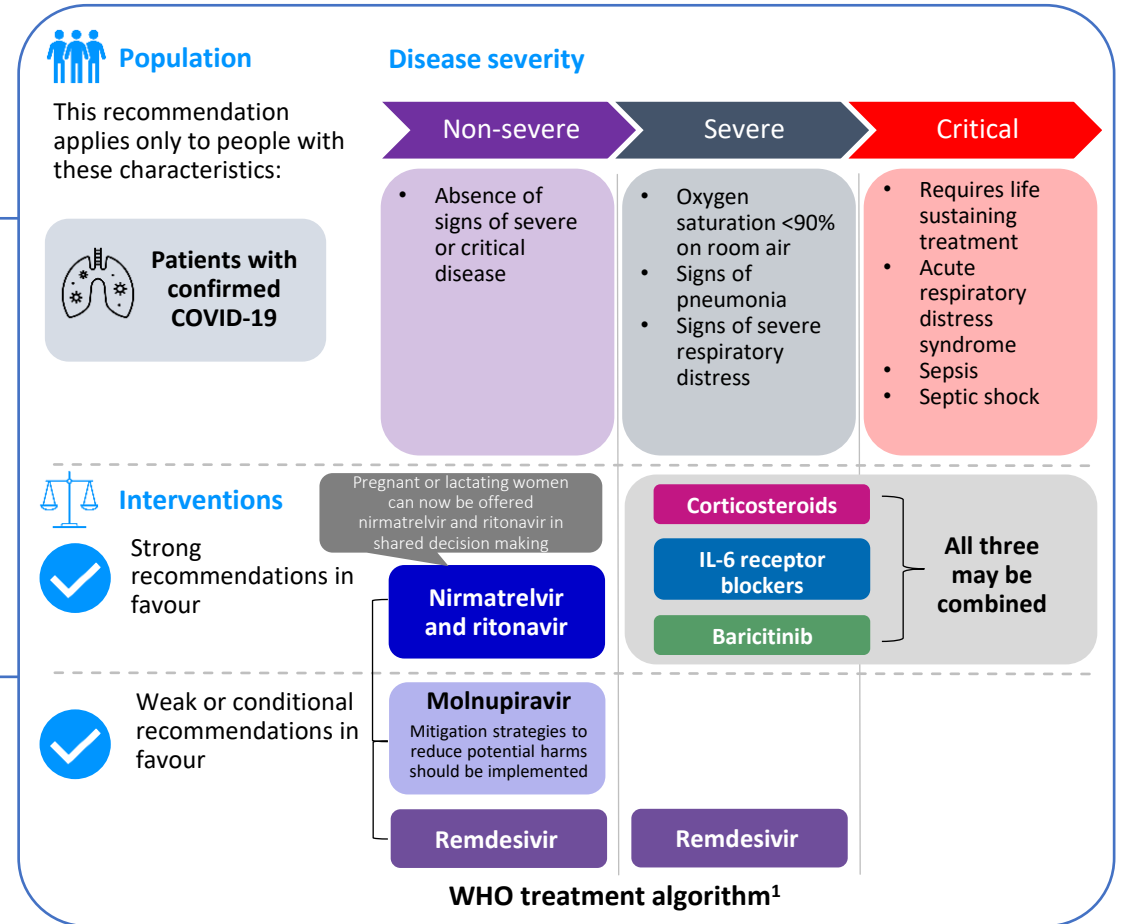 Population
This recommendation
applies only to people with
these characteristics:
Patients with
confirmed
COVID-19
Disease severity
Non-severe
Severe
Critical
• Absence of
signs of severe
or critical
disease
• Oxygen
saturation <90%
on room air
• Signs of
pneumonia
• Signs of severe
respiratory
distress
• Requires life
sustaining
treatment
• Acute
respiratory
distress
syndrome
• Sepsis
• Septic shock
Interventions
Strong
recommendations in
favour
Pregnant or lactating women
can now be offered
nirmatrelvir and ritonavir in
shared decision making
Nirmatrelvir
and ritonavir
Corticosteroids
IL-6 receptor
blockers
Baricitinib
All three
may be
combined
Weak or conditional
recommendations in
favour
Molnupiravir
Mitigation strategies to
reduce potential harms
should be implemented
Remdesivir
Remdesivir
WHO treatment algorithm¹